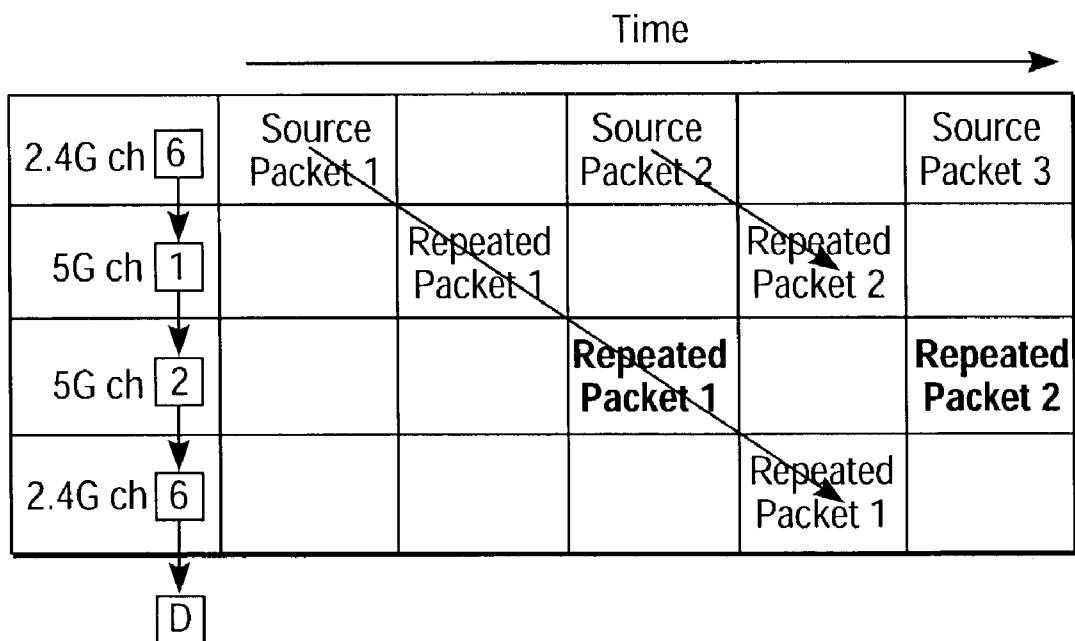 Time
2.4G ch 6
Source
Packet 1
Source
Packet 2
Source
Packet 3
5G ch 1
Repeated
Packet 1
Repeated
Packet 2
5G ch 2
Repeated
Packet 1
Repeated
Packet 2
2.4G ch 6
Repeated
Packet 1
D